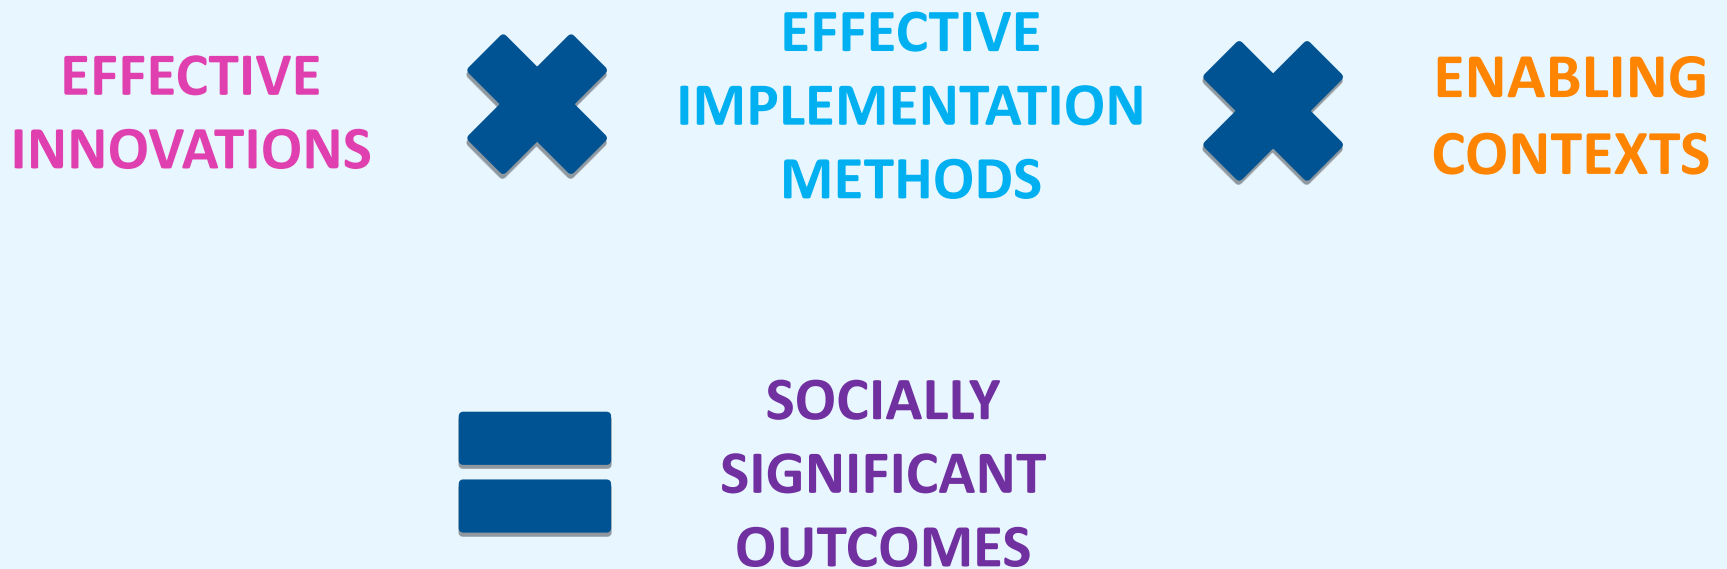 EFFECTIVE
INNOVATIONS
EFFECTIVE
IMPLEMENTATION
METHODS
ENABLING
CONTEXTS
SOCIALLY
SIGNIFICANT
OUTCOMES